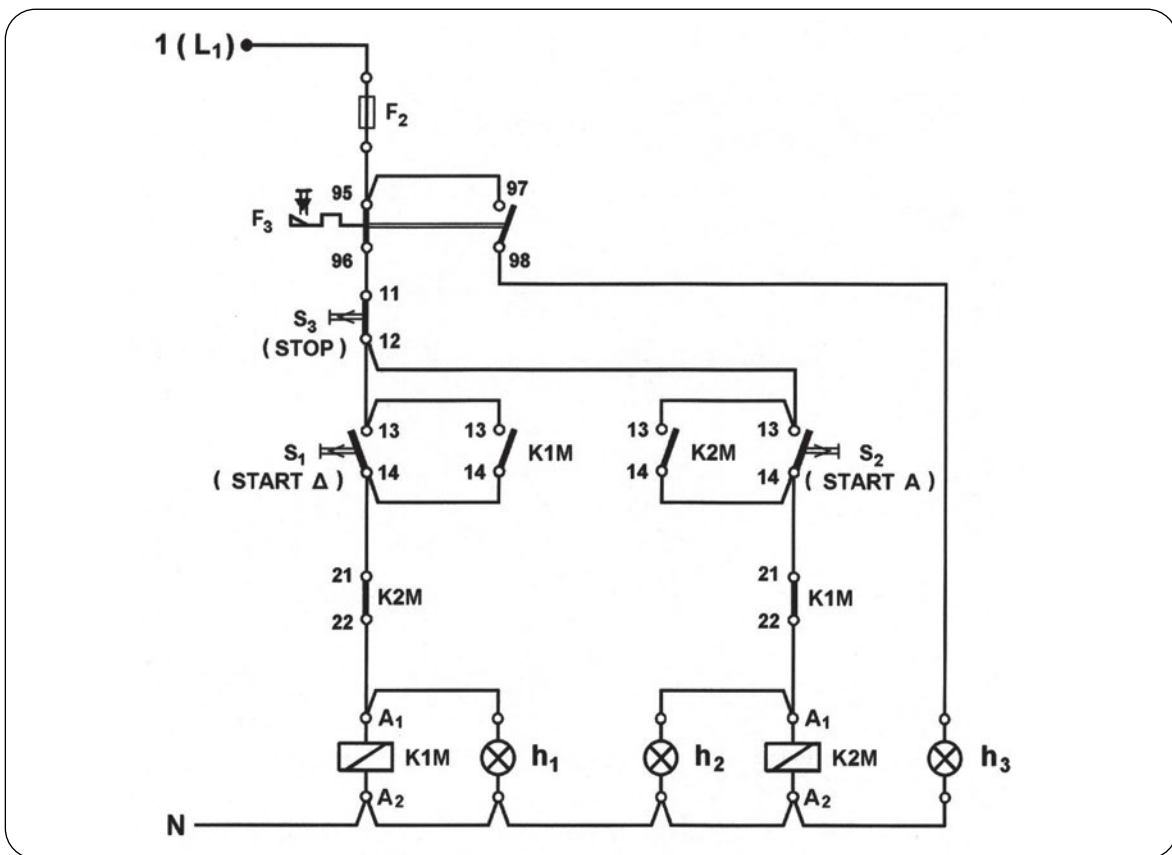 1 ( L₁ )
F₂
95
97
F₃
96
98
11
S₃
( STOP )
12
13
13
13
13
S₁
K1M
K2M
S₂
( START Δ )
14
14
14
14
( START A )
21
21
K2M
K1M
22
22
A₁
A₁
K1M
h₁
h₂
K2M
h₃
A₂
A₂
N